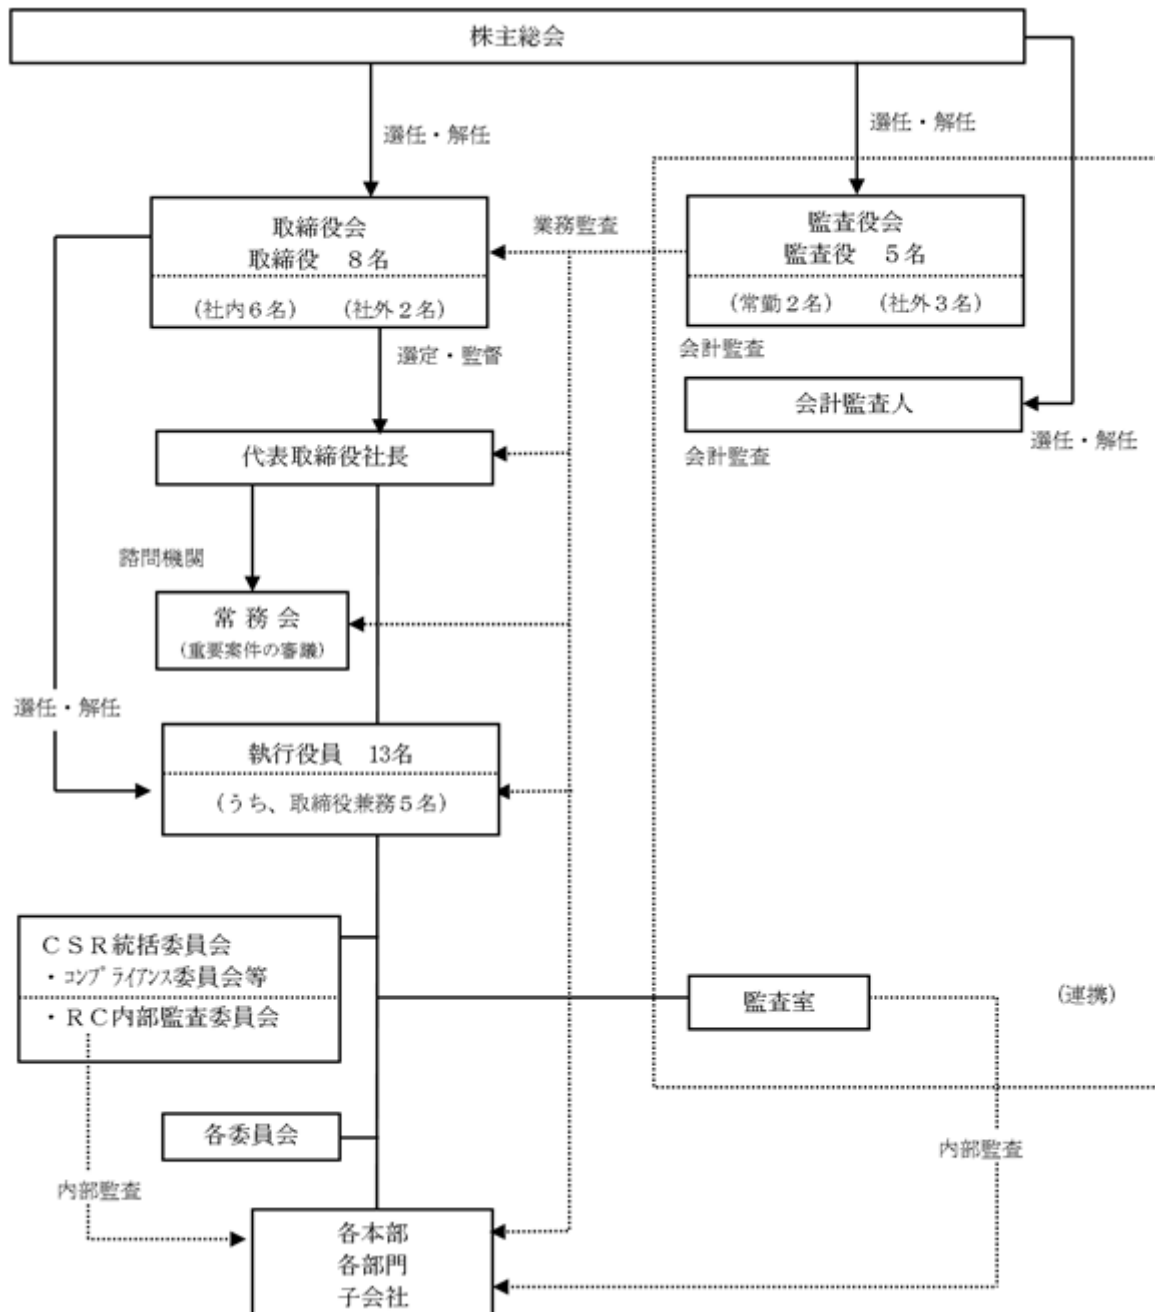 株主総会
選任・解任
選任・解任
取締役会
取締役　８名
(社内６名)　(社外２名)
業務監査
監査役会
監査役　５名
(常勤２名)　(社外３名)
会計監査
選定・監督
会計監査人
選任・解任
会計監査
代表取締役社長
諮問機関
常 務 会
(重要案件の審議)
選任・解任
執行役員　13名
(うち、取締役兼務５名)
ＣＳＲ統括委員会
・ｺﾝﾌﾟﾗｲｱﾝｽ委員会等
・ＲＣ内部監査委員会
監査室
(連携)
各委員会
内部監査
内部監査
各本部
各部門
子会社